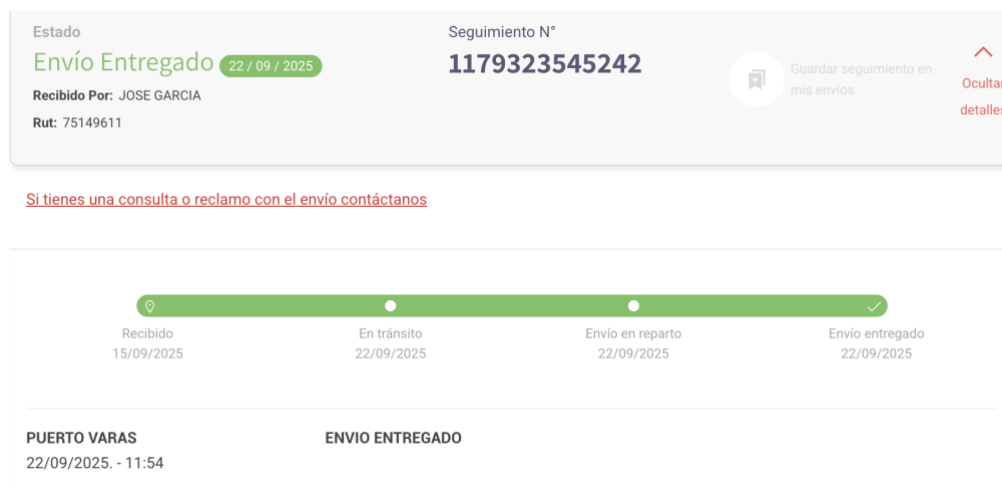 Estado
Envío Entregado 22 / 09 / 2025
Recibido Por: JOSE GARCIA
Rut: 75149611
Seguimiento N°
1179323545242
Guardar seguimiento en
mis envíos
Ocultar
detalles
Si tienes una consulta o reclamo con el envío contáctanos
Recibido
15/09/2025
En tránsito
22/09/2025
Envío en reparto
22/09/2025
Envío entregado
22/09/2025
PUERTO VARAS
22/09/2025. - 11:54
ENVIO ENTREGADO